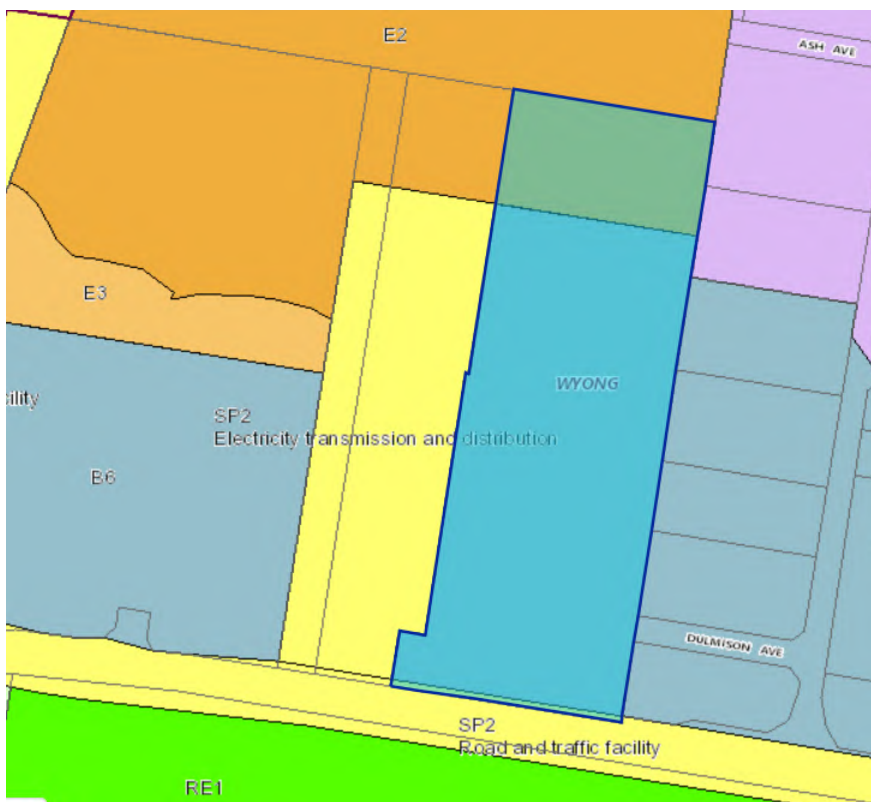 E2
ASH AVE
E3
ility
WYONG
SP2
Electricity transmission and distribution
B6
DULMISON AVE
SP2
Road and traffic facility
RE1